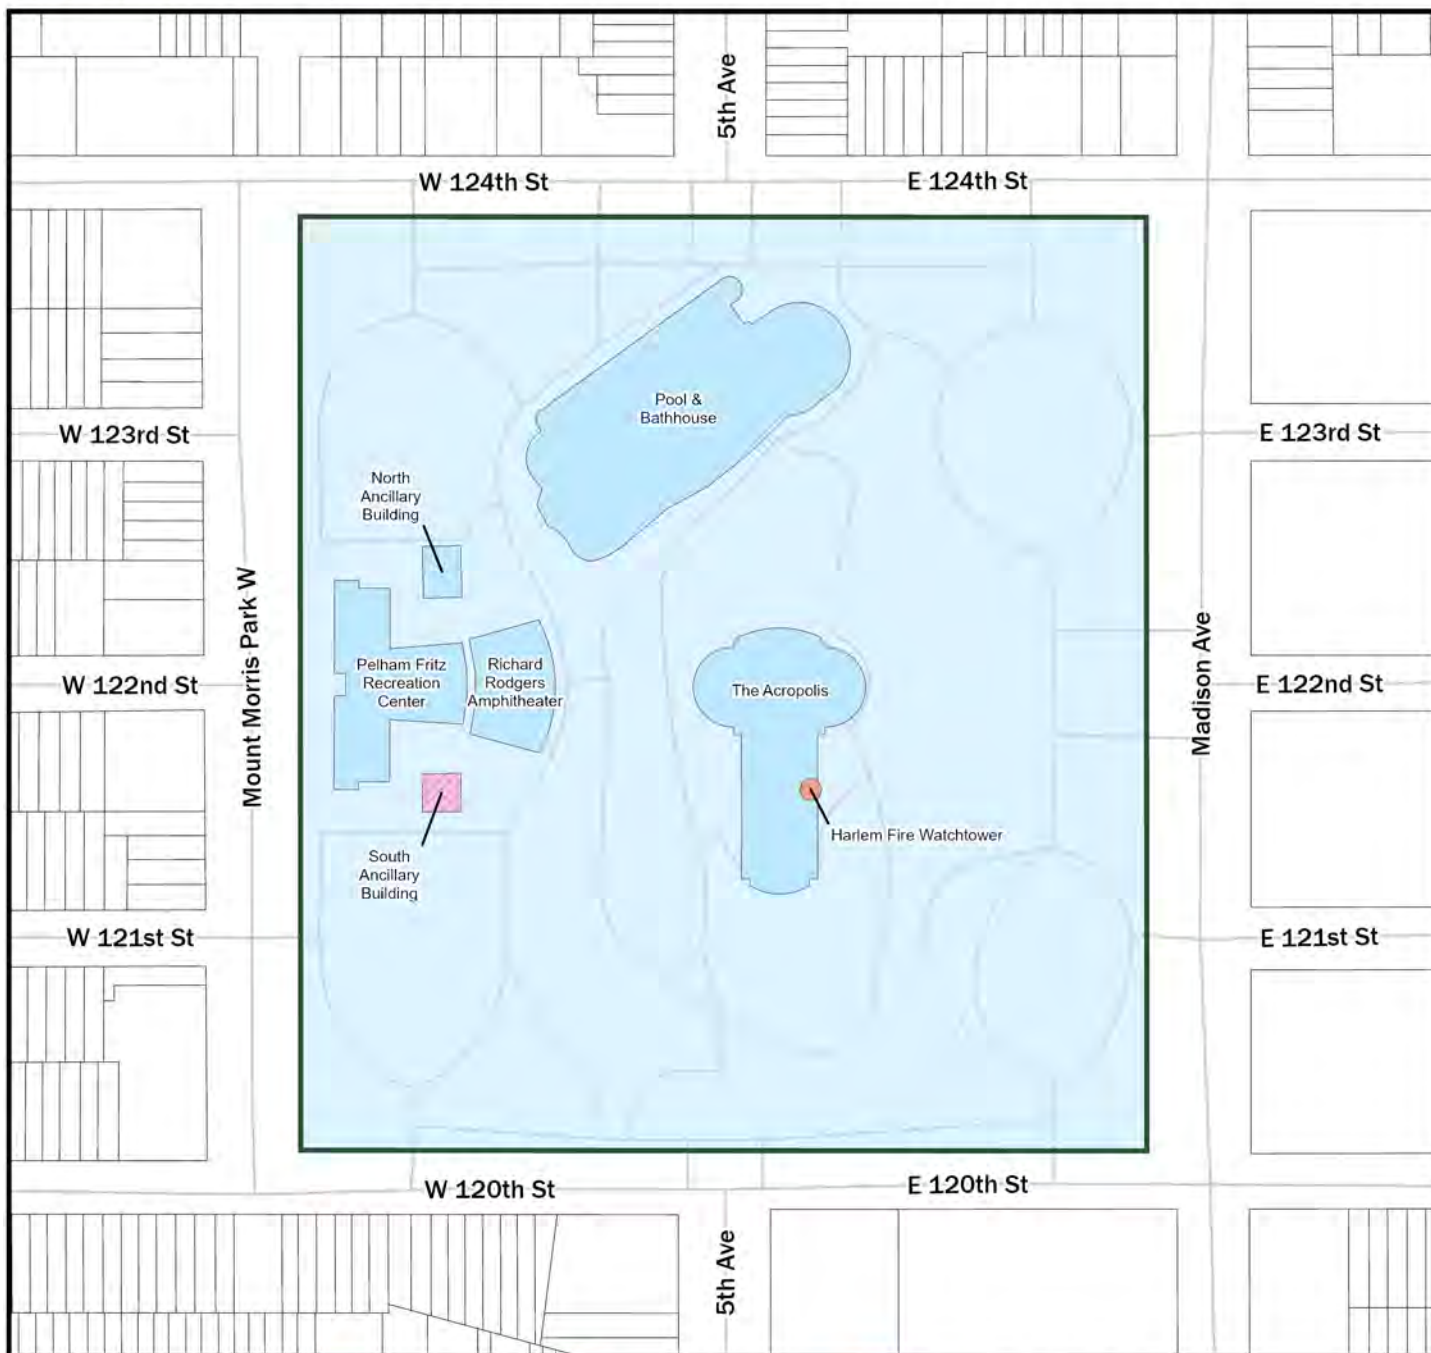 5th Ave
W 124th St
E 124th St
Pool &
Bathhouse
W 123rd St
E 123rd St
North
Ancillary
Building
Mount Morris Park W
Pelham Fritz
Recreation
Center
Richard
Rodgers
Amphitheater
The Acropolis
W 122nd St
E 122nd St
Madison Ave
Harlem Fire Watchtower
South
Ancillary
Building
W 121st St
E 121st St
W 120th St
E 120th St
5th Ave